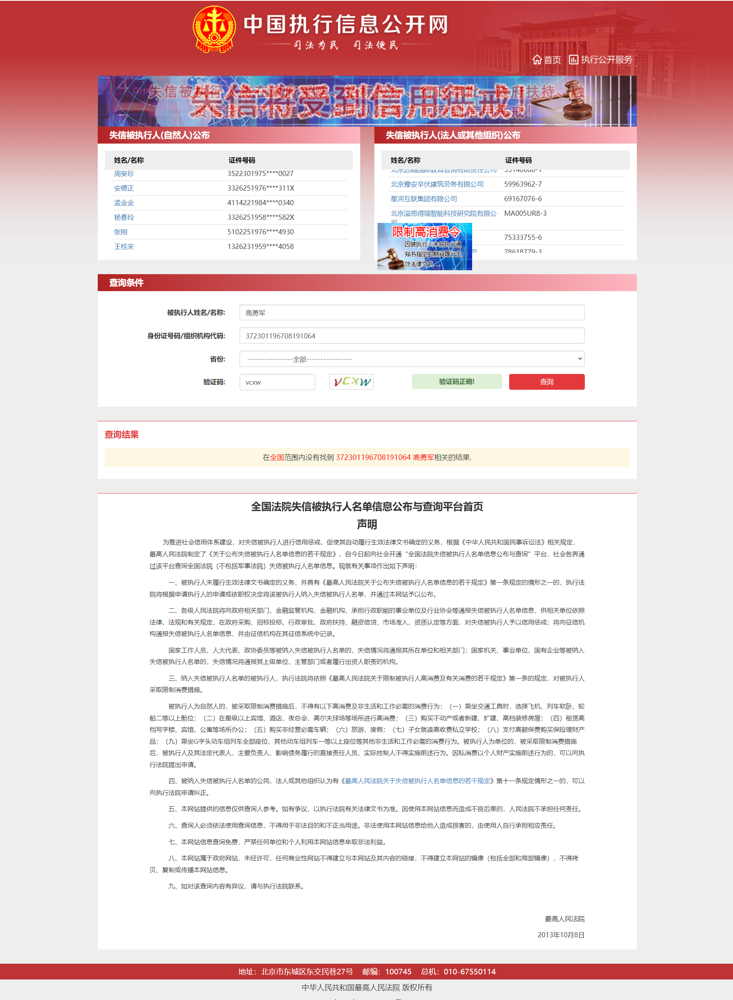 中国执行信息公开网
司法为民 司法便民
首页 执行公开服务
失信被执行人(自然人)公布
姓名/名称 证件号码
周葵珍 3522301975****0027
安德正 3326251976****311X
孟金金 4114221984****0340
杨春玲 3326251958****582X
张刚 5102251976****4930
王桂来 1326231959****4058
失信被执行人(法人或其他组织)公布
姓名/名称 证件号码
北京远翰国际教育咨询有限责任公司 55140080-1
北京豫安辛伏建筑劳务有限公司 59963962-7
星河互联集团有限公司 69167076-6
北京溢思得瑞智能科技研究院有限公 MA005UR8-3
司
75333755-6
司 78618779-3
限制高消费令
因被执行人未按执行通
知书指定的期间履行生
效法律文书...
查询条件
被执行人姓名/名称: 高勇军
身份证号码/组织机构代码: 372301196708191064
省份: ----------------全部----------------
验证码: vcxw vcxw 验证码正确! 查询
查询结果
在全国范围内没有找到 372301196708191064 高勇军相关的结果.
全国法院失信被执行人名单信息公布与查询平台首页
声明
为推进社会信用体系建设，对失信被执行人进行信用惩戒，促使其自动履行生效法律文书确定的义务，根据《中华人民共和国民事诉讼法》相关规定，
最高人民法院制定了《关于公布失信被执行人名单信息的若干规定》，自今日起向社会开通“全国法院失信被执行人名单信息公布与查询”平台，社会各界通
过该平台查询全国法院（不包括军事法院）失信被执行人名单信息。现就有关事项作出如下声明：
一、被执行人未履行生效法律文书确定的义务，并具有《最高人民法院关于公布失信被执行人名单信息的若干规定》第一条规定的情形之一的，执行法
院将根据申请执行人的申请或依职权决定将该被执行人纳入失信被执行人名单，并通过本网站予以公布。
二、各级人民法院将向政府相关部门、金融监管机构、金融机构、承担行政职能的事业单位及行业协会等通报失信被执行人名单信息，供相关单位依照
法律、法规和有关规定，在政府采购、招标投标、行政审批、政府扶持、融资信贷、市场准入、资质认定等方面，对失信被执行人予以信用惩戒；将向征信机
构通报失信被执行人名单信息，并由征信机构在其征信系统中记录。
国家工作人员、人大代表、政协委员等被纳入失信被执行人名单的，失信情况将通报其所在单位和相关部门；国家机关、事业单位、国有企业等被纳入
失信被执行人名单的，失信情况将通报其上级单位、主管部门或者履行出资人职责的机构。
三、纳入失信被执行人名单的被执行人，执行法院将依照《最高人民法院关于限制被执行人高消费及有关消费的若干规定》第一条的规定，对被执行人
采取限制消费措施。
被执行人为自然人的，被采取限制消费措施后，不得有以下高消费及非生活和工作必需的消费行为：（一）乘坐交通工具时，选择飞机、列车软卧、轮
船二等以上舱位；（二）在星级以上宾馆、酒店、夜总会、高尔夫球场等场所进行高消费；（三）购买不动产或者新建、扩建、高档装修房屋；（四）租赁高
档写字楼、宾馆、公寓等场所办公；（五）购买非经营必需车辆；（六）旅游、度假；（七）子女就读高收费私立学校；（八）支付高额保费购买保险理财产
品；（九）乘坐G字头动车组列车全部座位、其他动车组列车一等以上座位等其他非生活和工作必需的消费行为。被执行人为单位的，被采取限制消费措施
后，被执行人及其法定代表人、主要负责人、影响债务履行的直接责任人员、实际控制人不得实施前述行为。因私消费以个人财产实施前述行为的，可以向执
行法院提出申请。
四、被纳入失信被执行人名单的公民、法人或其他组织认为有《最高人民法院关于失信被执行人名单信息的若干规定》第十一条规定情形之一的，可以
向执行法院申请纠正。
五、本网站提供的信息仅供查询人参考。如有争议，以执行法院有关法律文书为准。因使用本网站信息而造成不良后果的，人民法院不承担任何责任。
六、查询人必须依法使用查询信息，不得用于非法目的和不正当用途。非法使用本网站信息给他人造成损害的，由使用人自行承担相应责任。
七、本网站信息查询免费，严禁任何单位和个人利用本网站信息牟取非法利益。
八、本网站属于政府网站，未经许可，任何商业性网站不得建立与本网站及其内容的链接，不得建立本网站的镜像（包括全部和局部镜像），不得拷
贝、复制或传播本网站信息。
九、如对该查询内容有异议，请与执行法院联系。
最高人民法院
2013年10月8日
地址：北京市东城区东交民巷27号 邮编：100745 总机：010-67550114
中华人民共和国最高人民法院 版权所有